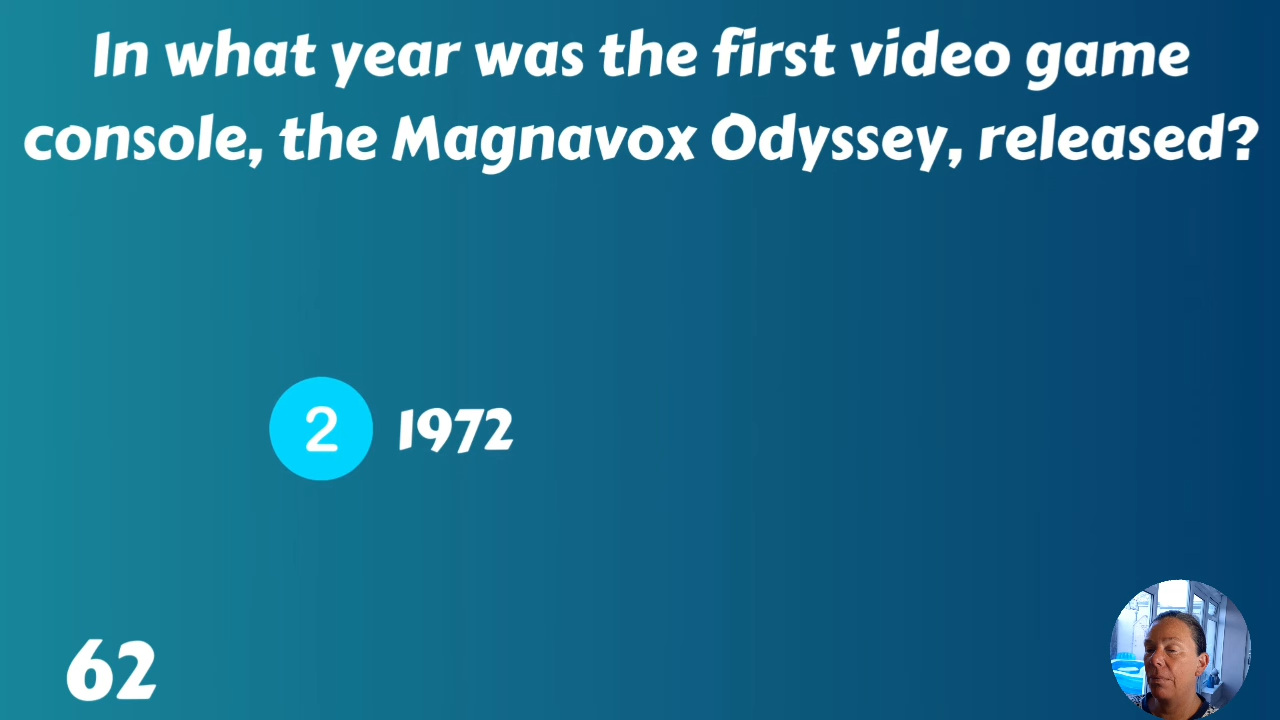 In what year was the first video game
console, the Magnavox Odyssey, released?
2 1972
62